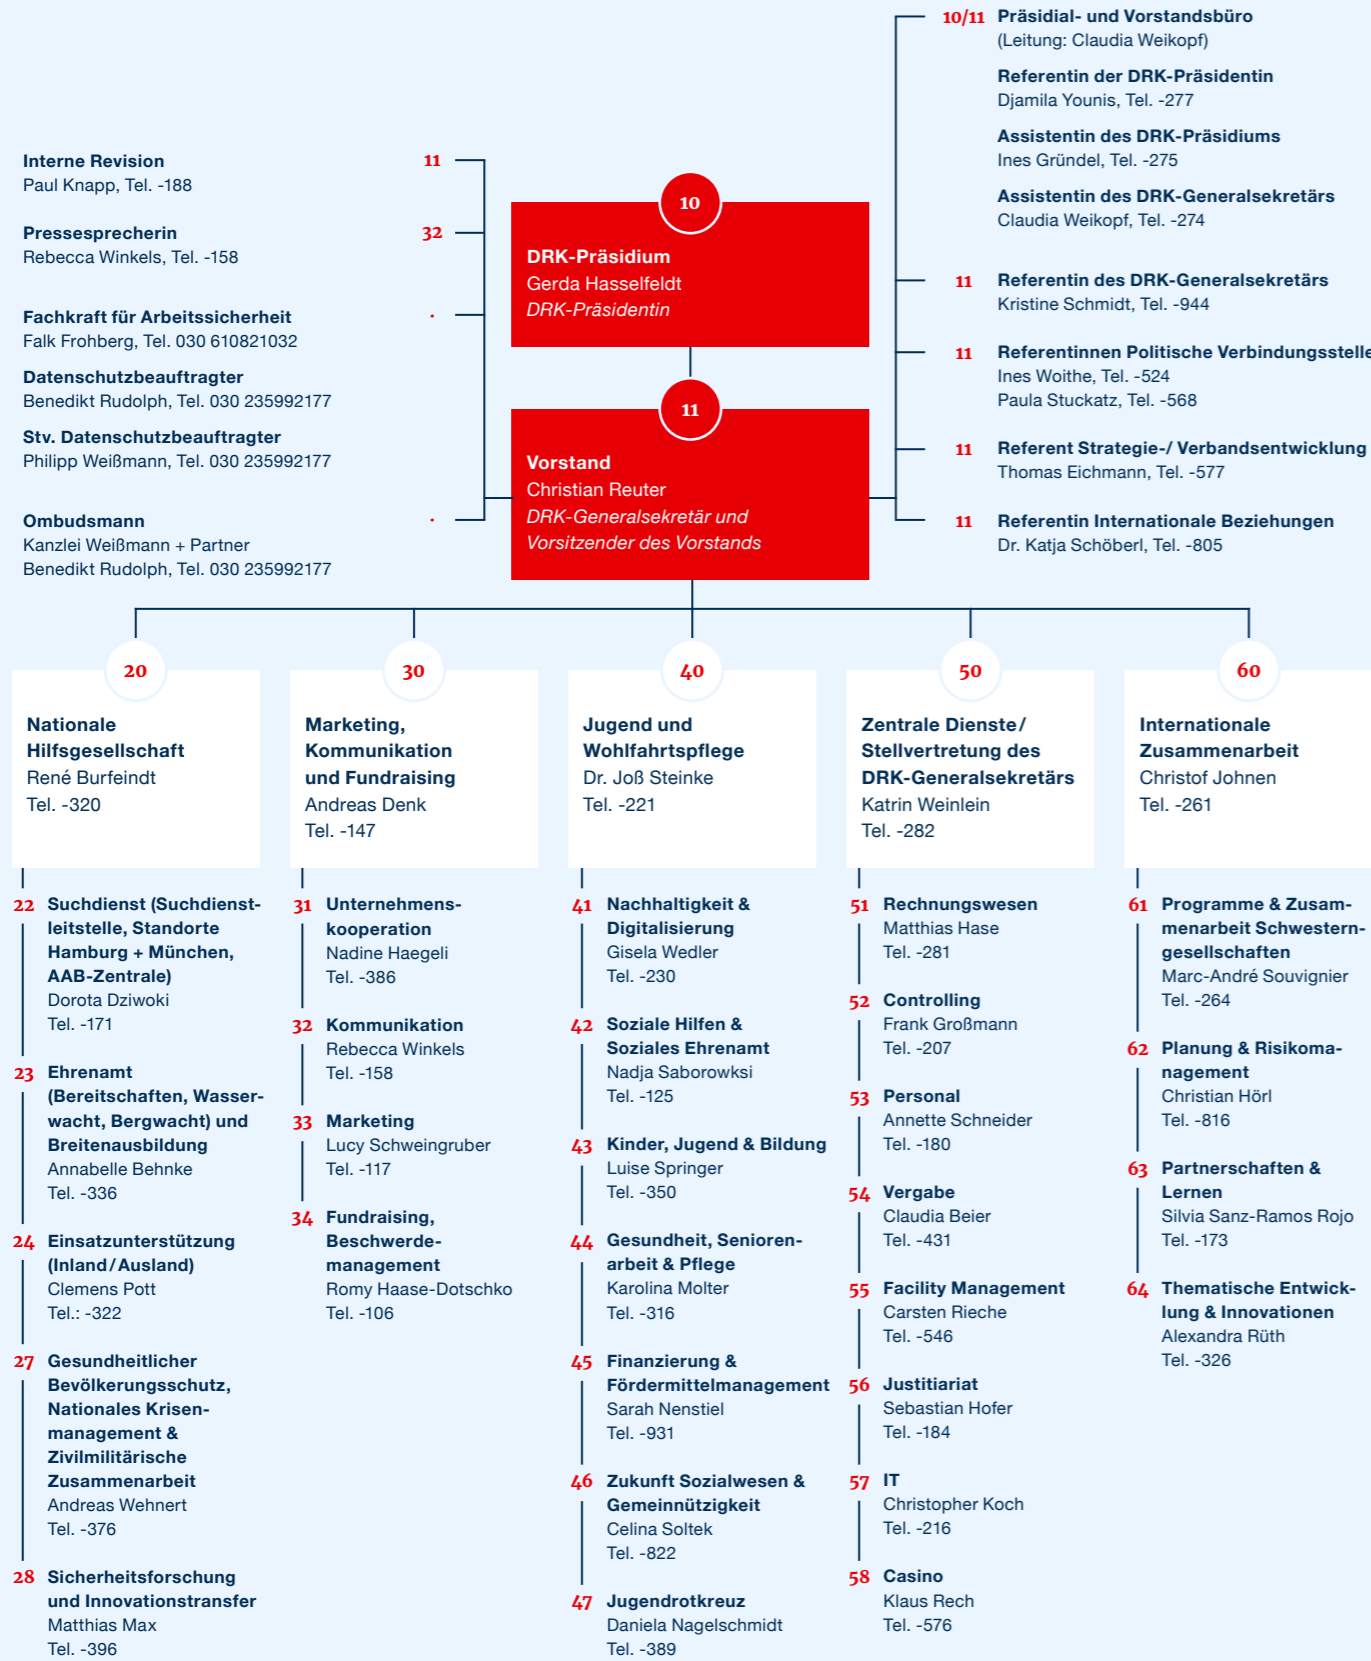 Interne Revision
Paul Knapp, Tel. -188
11
Pressesprecherin
Rebecca Winkels, Tel. -158
32
Fachkraft für Arbeitssicherheit
Falk Frohberg, Tel. 030 610821032
·
Datenschutzbeauftragter
Benedikt Rudolph, Tel. 030 235992177
Stv. Datenschutzbeauftragter
Philipp Weißmann, Tel. 030 235992177
Ombudsmann
Kanzlei Weißmann + Partner
Benedikt Rudolph, Tel. 030 235992177
·
10
DRK-Präsidium
Gerda Hasselfeldt
DRK-Präsidentin
11
Vorstand
Christian Reuter
DRK-Generalsekretär und
Vorsitzender des Vorstands
10/11 Präsidial- und Vorstandsbüro
(Leitung: Claudia Weikopf)
Referentin der DRK-Präsidentin
Djamila Younis, Tel. -277
Assistentin des DRK-Präsidiums
Ines Gründel, Tel. -275
Assistentin des DRK-Generalsekretärs
Claudia Weikopf, Tel. -274
11 Referentin des DRK-Generalsekretärs
Kristine Schmidt, Tel. -944
11 Referentinnen Politische Verbindungsstelle
Ines Woithe, Tel. -524
Paula Stuckatz, Tel. -568
11 Referent Strategie-/ Verbandsentwicklung
Thomas Eichmann, Tel. -577
11 Referentin Internationale Beziehungen
Dr. Katja Schöberl, Tel. -805
20
Nationale
Hilfsgesellschaft
René Burfeindt
Tel. -320
22 Suchdienst (Suchdienst-
leitstelle, Standorte
Hamburg + München,
AAB-Zentrale)
Dorota Dziwoki
Tel. -171
23 Ehrenamt
(Bereitschaften, Wasser-
wacht, Bergwacht) und
Breitenausbildung
Annabelle Behnke
Tel. -336
24 Einsatzunterstützung
(Inland/Ausland)
Clemens Pott
Tel.: -322
27 Gesundheitlicher
Bevölkerungsschutz,
Nationales Krisen-
management &
Zivilmilitärische
Zusammenarbeit
Andreas Wehnert
Tel. -376
28 Sicherheitsforschung
und Innovationstransfer
Matthias Max
Tel. -396
30
Marketing,
Kommunikation
und Fundraising
Andreas Denk
Tel. -147
31 Unternehmens-
kooperation
Nadine Haegeli
Tel. -386
32 Kommunikation
Rebecca Winkels
Tel. -158
33 Marketing
Lucy Schweingruber
Tel. -117
34 Fundraising,
Beschwerde-
management
Romy Haase-Dotschko
Tel. -106
40
Jugend und
Wohlfahrtspflege
Dr. Joß Steinke
Tel. -221
41 Nachhaltigkeit &
Digitalisierung
Gisela Wedler
Tel. -230
42 Soziale Hilfen &
Soziales Ehrenamt
Nadja Saborowksi
Tel. -125
43 Kinder, Jugend & Bildung
Luise Springer
Tel. -350
44 Gesundheit, Senioren-
arbeit & Pflege
Karolina Molter
Tel. -316
45 Finanzierung &
Fördermittelmanagement
Sarah Nenstiel
Tel. -931
46 Zukunft Sozialwesen &
Gemeinnützigkeit
Celina Soltek
Tel. -822
47 Jugendrotkreuz
Daniela Nagelschmidt
Tel. -389
50
Zentrale Dienste/
Stellvertretung des
DRK-Generalsekretärs
Katrin Weinlein
Tel. -282
51 Rechnungswesen
Matthias Hase
Tel. -281
52 Controlling
Frank Großmann
Tel. -207
53 Personal
Annette Schneider
Tel. -180
54 Vergabe
Claudia Beier
Tel. -431
55 Facility Management
Carsten Rieche
Tel. -546
56 Justitiariat
Sebastian Hofer
Tel. -184
57 IT
Christopher Koch
Tel. -216
58 Casino
Klaus Rech
Tel. -576
60
Internationale
Zusammenarbeit
Christof Johnen
Tel. -261
61 Programme & Zusam-
menarbeit Schwestern-
gesellschaften
Marc-André Souvignier
Tel. -264
62 Planung & Risikoma-
nagement
Christian Hörl
Tel. -816
63 Partnerschaften &
Lernen
Silvia Sanz-Ramos Rojo
Tel. -173
64 Thematische Entwick-
lung & Innovationen
Alexandra Rüth
Tel. -326